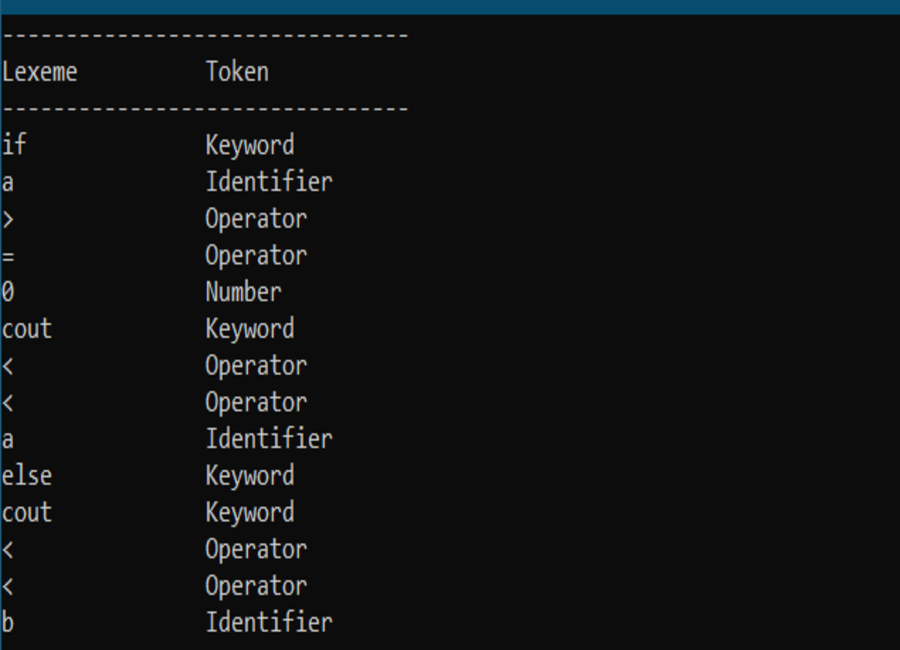 --------------------------------
Lexeme Token
--------------------------------
if Keyword
a Identifier
> Operator
= Operator
0 Number
cout Keyword
< Operator
< Operator
a Identifier
else Keyword
cout Keyword
< Operator
< Operator
b Identifier